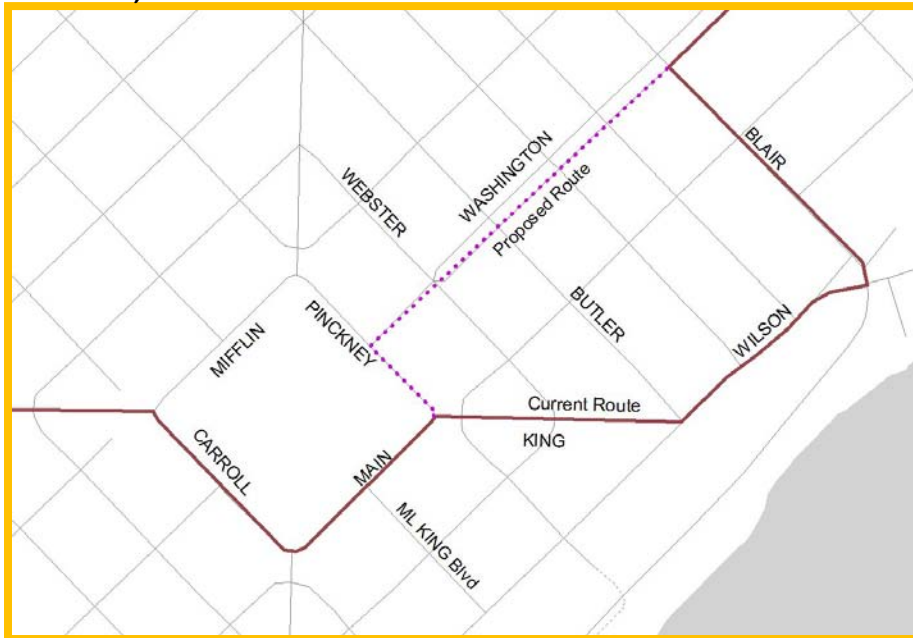 BLAIR
WASHINGTON
WEBSTER
Proposed Route
BUTLER
PINCKNEY
MIFFLIN
WILSON
Current Route
KING
CARROLL
MAIN
ML KING Blvd